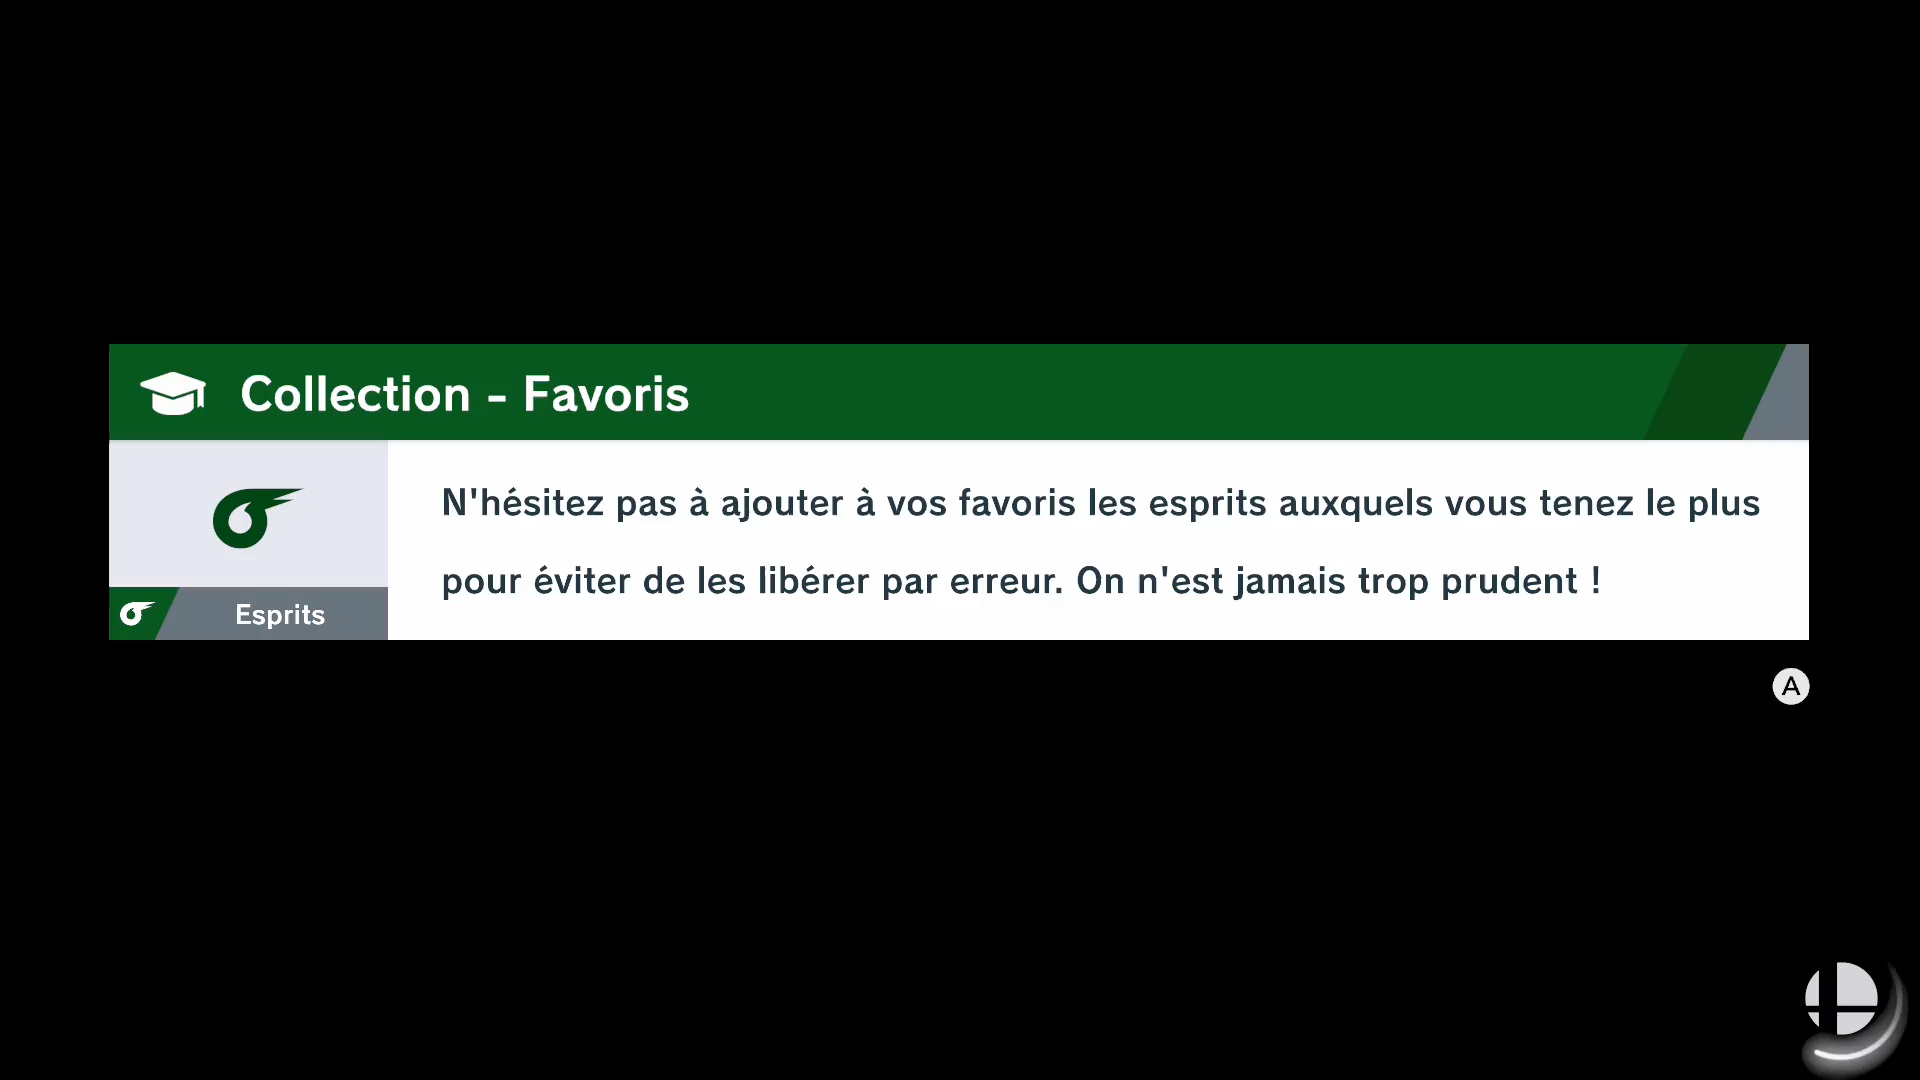 Collection - Favoris
N'hésitez pas à ajouter à vos favoris les esprits auxquels vous tenez le plus
pour éviter de les libérer par erreur. On n'est jamais trop prudent !
Esprits
A